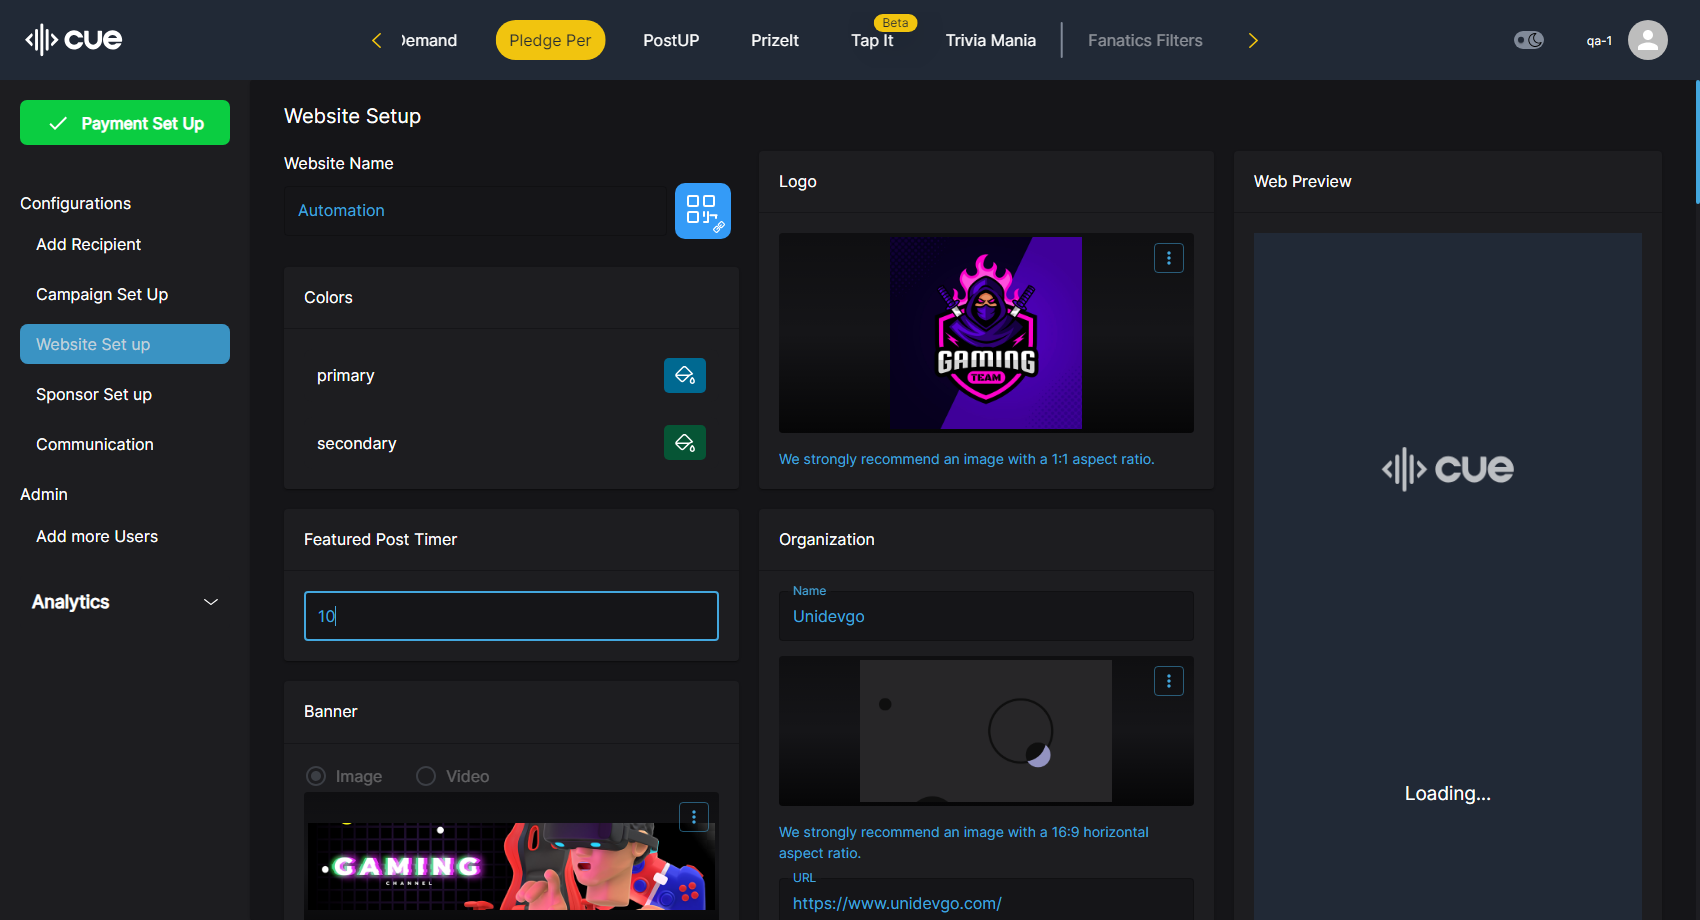 cue
Demand
Pledge Per
PostUP
PrizeIt
Tap It
Beta
Trivia Mania
Fanatics Filters
qa-1
Payment Set Up
Configurations
Add Recipient
Campaign Set Up
Website Set up
Sponsor Set up
Communication
Admin
Add more Users
Analytics
Website Setup
Website Name
Automation
Colors
primary
secondary
Featured Post Timer
10
Banner
Image
Video
GAMING
CHANNEL
Logo
GAMING
TEAM
We strongly recommend an image with a 1:1 aspect ratio.
Organization
Name
Unidevgo
We strongly recommend an image with a 16:9 horizontal
aspect ratio.
URL
https://www.unidevgo.com/
Web Preview
cue
Loading...